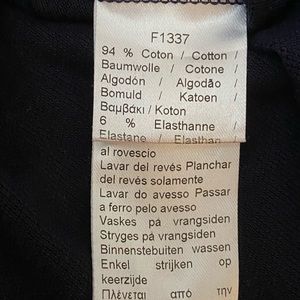 F1337
94 % Coton / Cotton /
Baumwolle / Cotone /
Algodón / Algodão /
Bomuld / Katoen /
Βαμβάκι / Koton
6 % Elasthanne /
Elastane / Elasthan
al rovescio
Lavar del revés Planchar
del revés solamente
Lavar do avesso Passar
a ferro pelo avesso
Vaskes på vrangsiden
Stryges på vrangsiden
Binnenstebuiten wassen
Enkel strijken op
keerzijde
Πλένεται από την